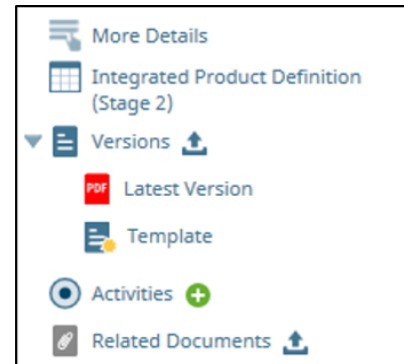 More Details
Integrated Product Definition
(Stage 2)
Versions
PDF Latest Version
Template
Activities
Related Documents